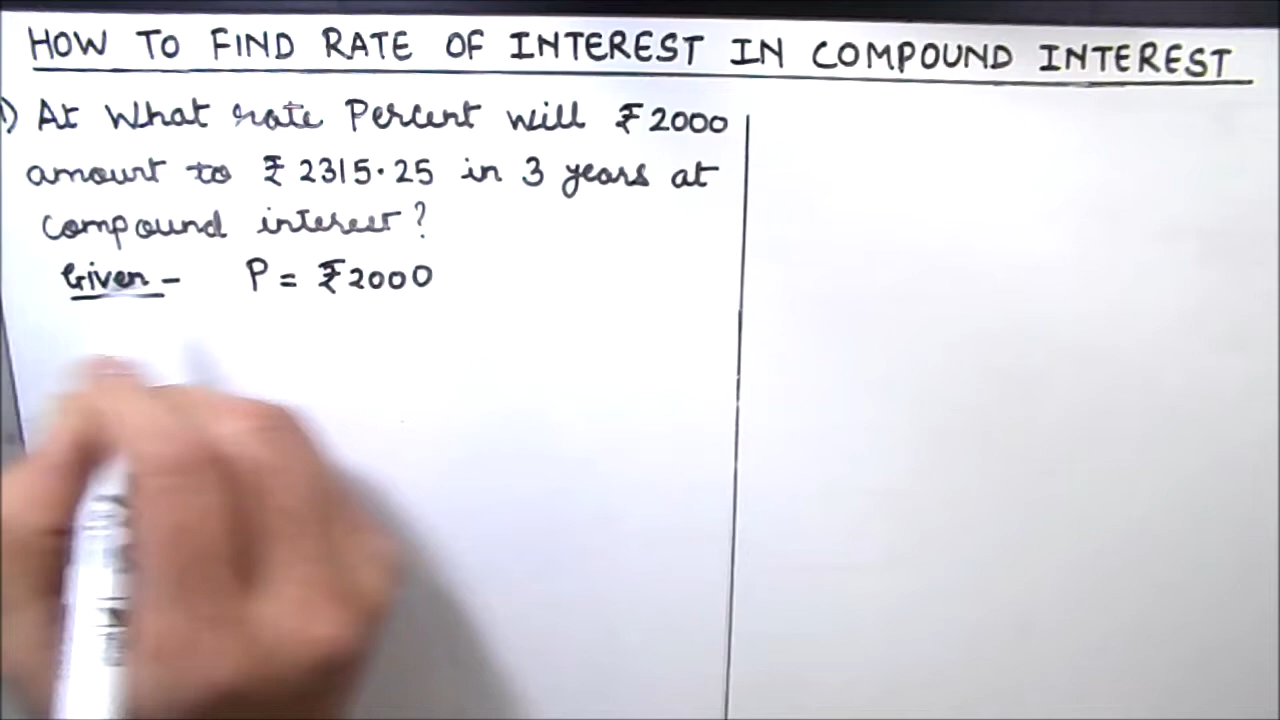 HOW TO FIND RATE OF INTEREST IN COMPOUND INTEREST
) At What rate Percent will ₹2000
amount to ₹2315.25 in 3 years at
compound interest?
Given - P = ₹2000